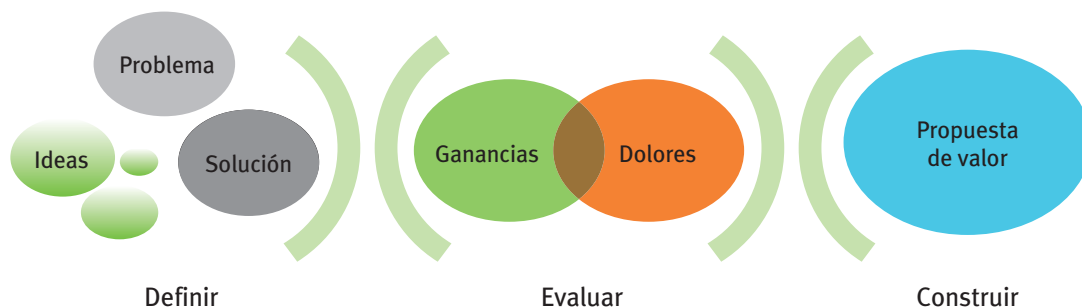 Problema
Ideas
Solución
Ganancias
Dolores
Propuesta
de valor
Definir
Evaluar
Construir